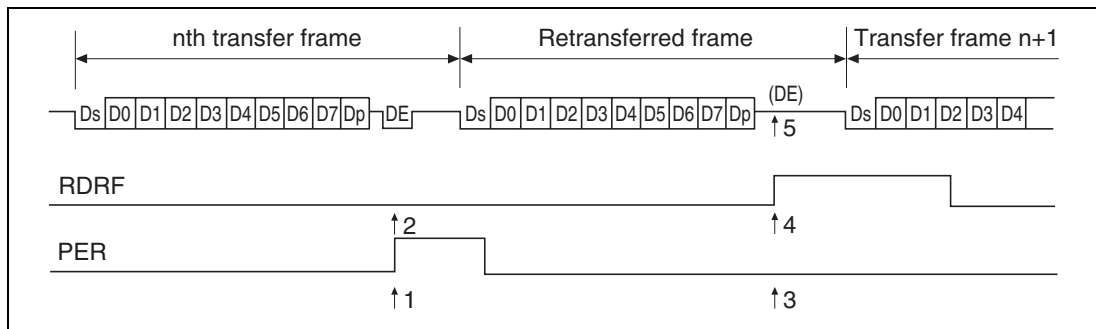 nth transfer frame Retransferred frame Transfer frame n+1
(DE)
Ds D0 D1 D2 D3 D4 D5 D6 D7 Dp DE Ds D0 D1 D2 D3 D4 D5 D6 D7 Dp Ds D0 D1 D2 D3 D4
5
RDRF
2 4
PER
1 3